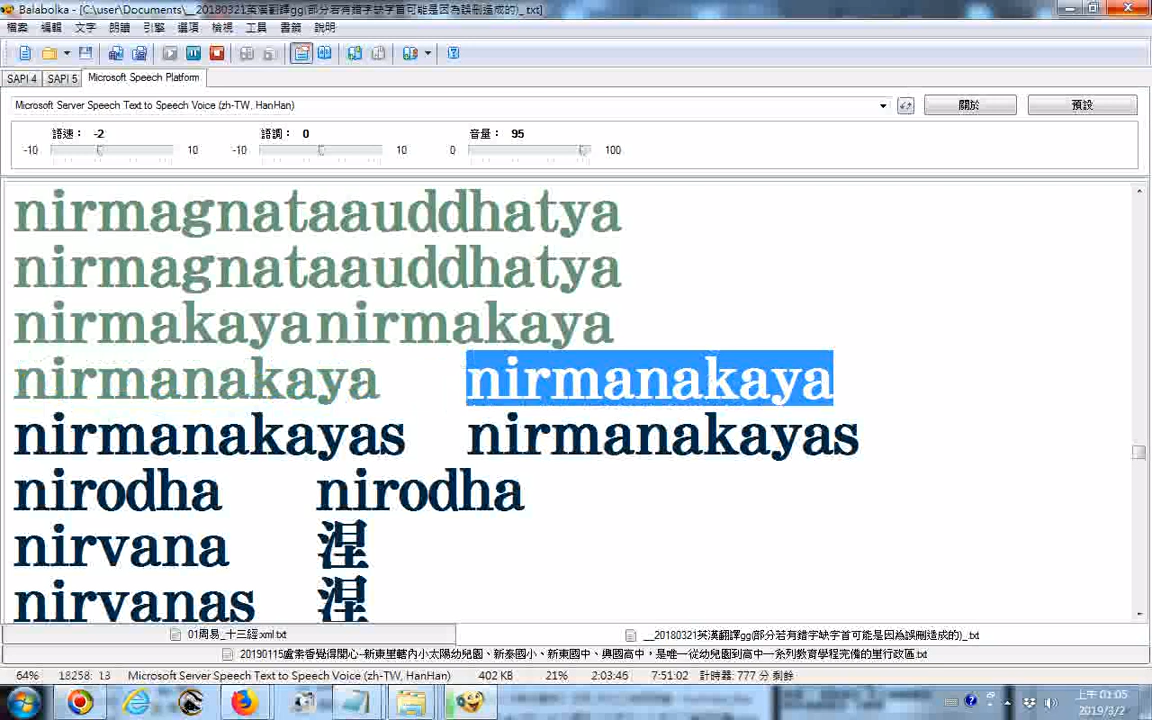 Balabolka - [C:\user\Documents\__20180321英漢翻譯gg(部分若有錯字缺字首可能是因為誤刪造成的)_.txt]
檔案 編輯 文字 朗讀 引擎 選項 檢視 工具 書籤 說明
SAPI 4 SAPI 5 Microsoft Speech Platform
Microsoft Server Speech Text to Speech Voice (zh-TW, HanHan) 關於 預設
語速: -2 語調: 0 音量: 95
-10 10 -10 10 0 100
nirmagnataauddhatya
nirmagnataauddhatya
nirmakaya nirmakaya
nirmanakaya nirmanakaya
nirmanakayas nirmanakayas
nirodha nirodha
nirvana 涅
nirvanas 涅
01周易_十三經.xml.txt __20180321英漢翻譯gg(部分若有錯字缺字首可能是因為誤刪造成的)_.txt
20190115盧素香覺得開心-新東里轄內小太陽幼兒園、新泰國小、新東國中、興國高中，是唯一從幼兒園到高中一系列教育學程完備的里行政區.txt
64% 18258: 13 Microsoft Server Speech Text to Speech Voice (zh-TW, HanHan) 402 KB 21% 2:03:46 7:51:02 計時器: 777 分 剩餘
上午 01:05
2019/3/2